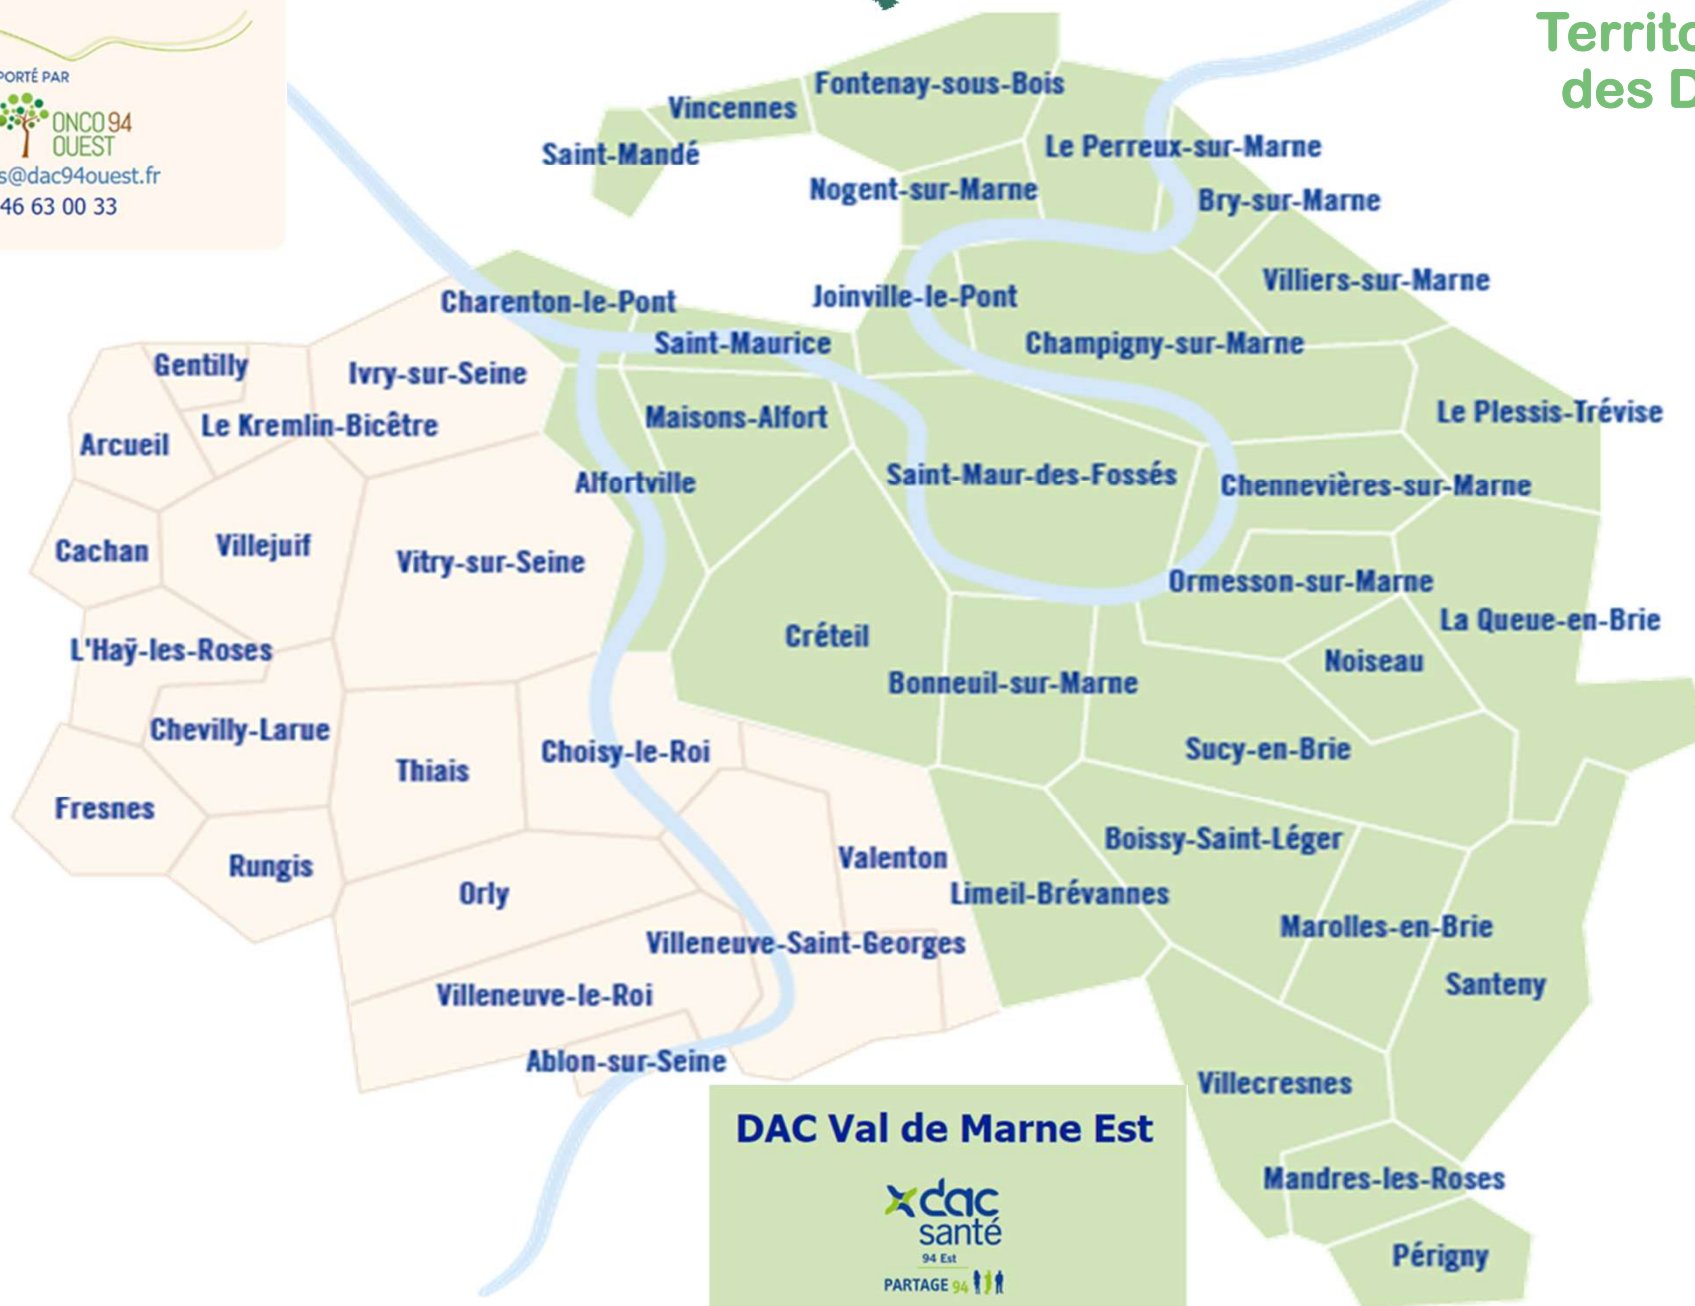 Territo
des D
PORTÉ PAR
ONCO 94
OUEST
s@dac94ouest.fr
46 63 00 33
Fontenay-sous-Bois
Vincennes
Saint-Mandé
Le Perreux-sur-Marne
Nogent-sur-Marne
Bry-sur-Marne
Villiers-sur-Marne
Joinville-le-Pont
Charenton-le-Pont
Saint-Maurice
Champigny-sur-Marne
Gentilly
Ivry-sur-Seine
Le Kremlin-Bicêtre
Arcueil
Maisons-Alfort
Le Plessis-Trévise
Alfortville
Saint-Maur-des-Fossés
Chennevières-sur-Marne
Cachan
Villejuif
Vitry-sur-Seine
Ormesson-sur-Marne
La Queue-en-Brie
L'Haÿ-les-Roses
Créteil
Noiseau
Bonneuil-sur-Marne
Chevilly-Larue
Thiais
Choisy-le-Roi
Sucy-en-Brie
Fresnes
Rungis
Valenton
Boissy-Saint-Léger
Orly
Limeil-Brévannes
Marolles-en-Brie
Villeneuve-Saint-Georges
Villeneuve-le-Roi
Santeny
Ablon-sur-Seine
Villecresnes
Mandres-les-Roses
Périgny
DAC Val de Marne Est
dac
santé
94 Est
PARTAGE 94